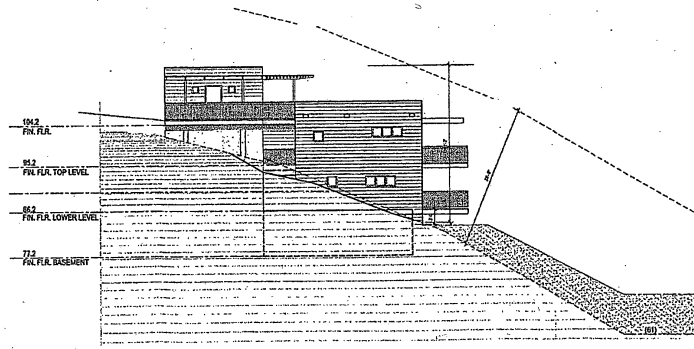 104.2
FIN. FLR.
95.2
FIN. FLR. TOP LEVEL
86.2
FIN. FLR. LOWER LEVEL
77.2
FIN. FLR. BASEMENT
(61)